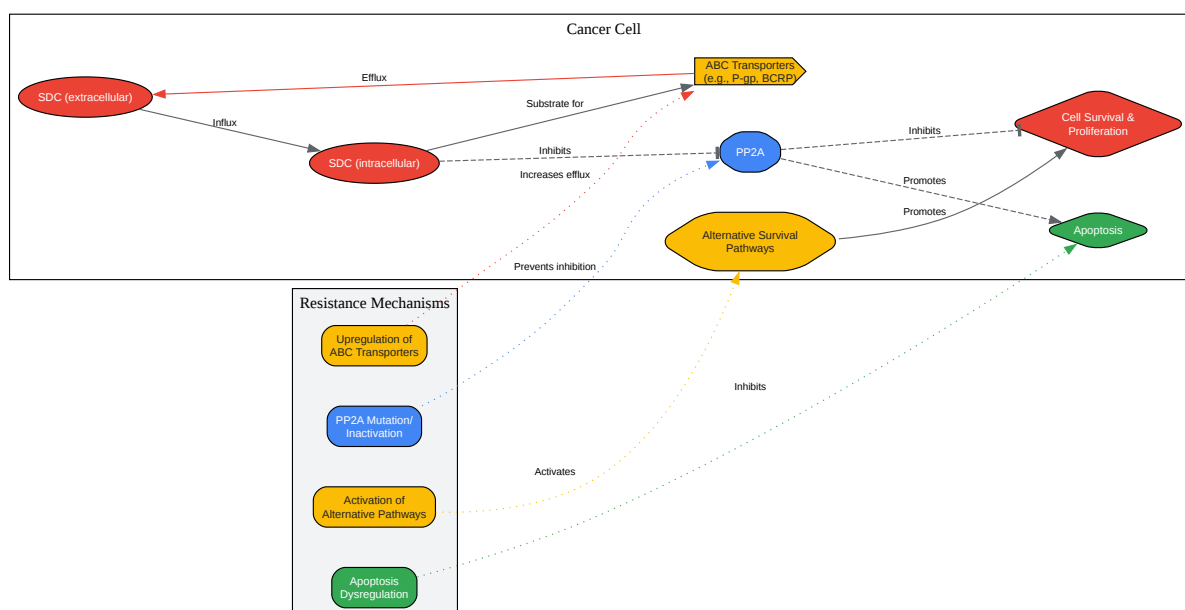 Cancer Cell
ABC Transporters
(e.g., P-gp, BCRP)
Efflux
SDC (extracellular)
Substrate for
Influx
Cell Survival &
Proliferation
Inhibits
PP2A
Inhibits
SDC (intracellular)
Increases efflux
Promotes
Promotes
Alternative Survival
Pathways
Apoptosis
Prevents inhibition
Resistance Mechanisms
Upregulation of
ABC Transporters
Inhibits
PP2A Mutation/
Inactivation
Activates
Activation of
Alternative Pathways
Apoptosis
Dysregulation